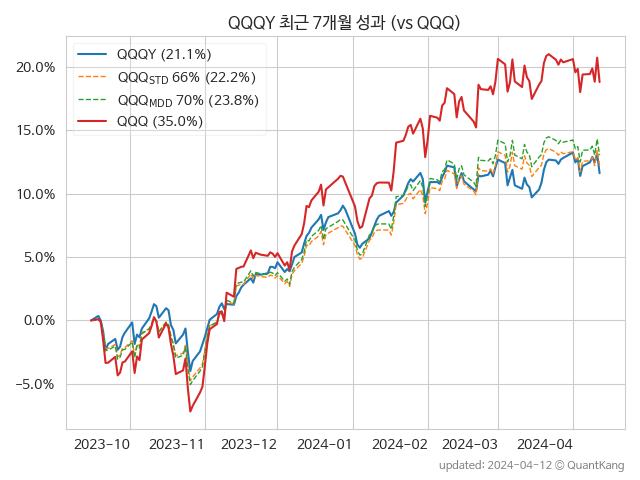 QQQY 최근 7개월 성과 (vs QQQ)
QQQY (21.1%)
QQQSTD 66% (22.2%)
QQQMDD 70% (23.8%)
QQQ (35.0%)
20.0%
15.0%
10.0%
5.0%
0.0%
−5.0%
2023-10 2023-11 2023-12 2024-01 2024-02 2024-03 2024-04
updated: 2024-04-12 © QuantKang